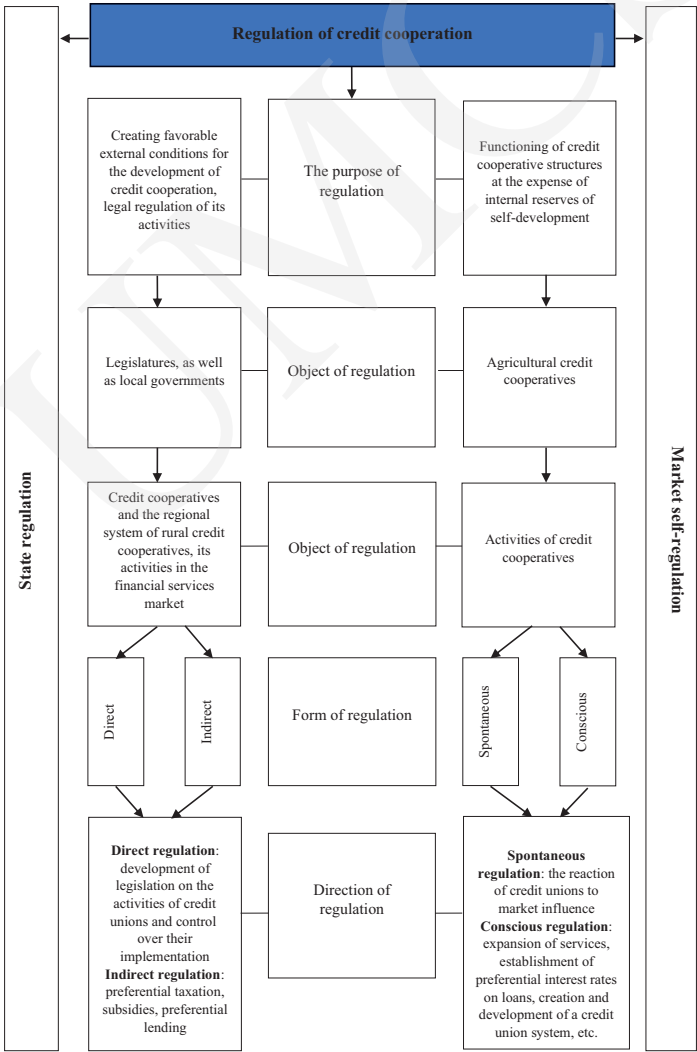 Regulation of credit cooperation
State regulation
Market self-regulation
Creating favorable
external conditions for
the development of
credit cooperation,
legal regulation of its
activities
The purpose of
regulation
Functioning of credit
cooperative structures
at the expense of
internal reserves of
self-development
Legislatures, as well
as local governments
Object of regulation
Agricultural credit
cooperatives
Credit cooperatives
and the regional
system of rural credit
cooperatives, its
activities in the
financial services
market
Object of regulation
Activities of credit
cooperatives
Direct
Indirect
Form of regulation
Spontaneous
Conscious
Direct regulation:
development of
legislation on the
activities of credit
unions and control
over their
implementation
Indirect regulation:
preferential taxation,
subsidies, preferential
lending
Direction of
regulation
Spontaneous
regulation: the reaction
of credit unions to
market influence
Conscious regulation:
expansion of services,
establishment of
preferential interest rates
on loans, creation and
development of a credit
union system, etc.
UMC